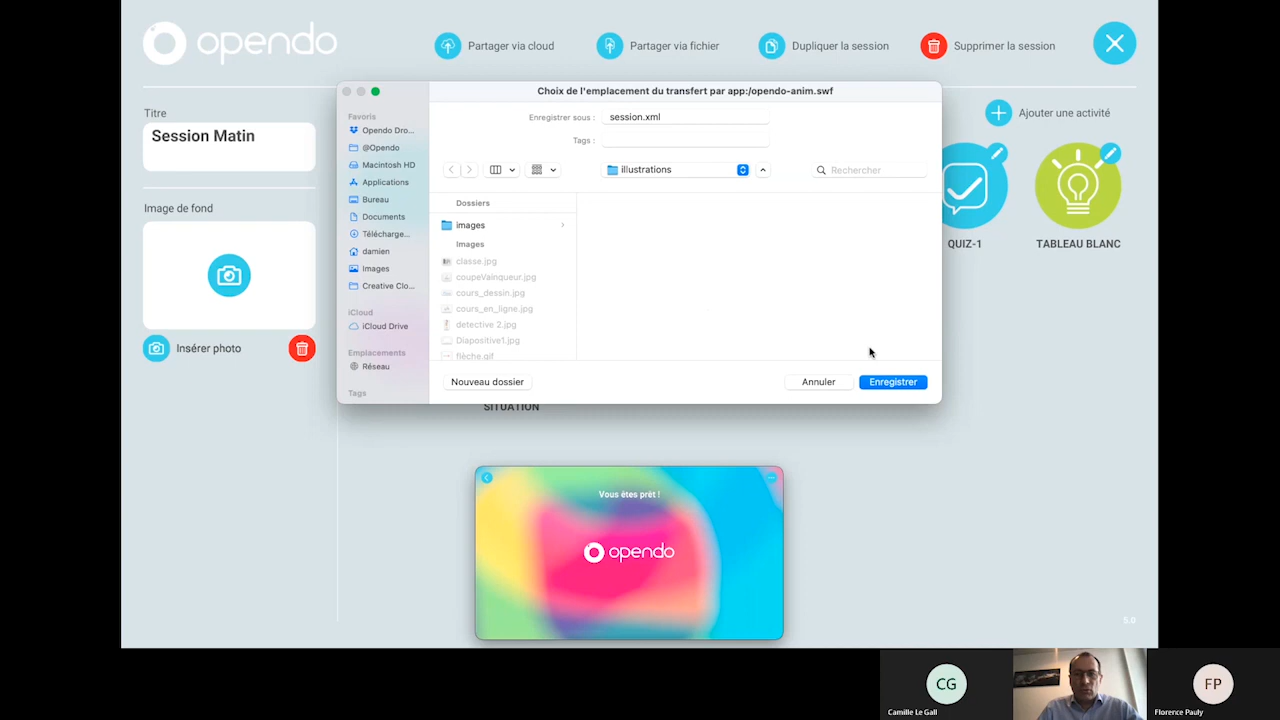 opendo
Partager via cloud
Partager via fichier
Dupliquer la session
Supprimer la session
Titre
Session Matin
Image de fond
Insérer photo
Ajouter une activité
QUIZ-1
TABLEAU BLANC
SITUATION
Choix de l'emplacement du transfert par app:/opendo-anim.swf
Enregistrer sous :
session.xml
Tags :
illustrations
Rechercher
Favoris
Opendo Dro...
@Opendo
Macintosh HD
Applications
Bureau
Documents
Télécharge...
damien
Images
Creative Clo...
iCloud
iCloud Drive
Emplacements
Réseau
Tags
Dossiers
images
Images
classe.jpg
coupeVainqueur.jpg
cours_dessin.jpg
cours_en_ligne.jpg
detective 2.jpg
Diapositive1.jpg
flèche.gif
Nouveau dossier
Annuler
Enregistrer
Vous êtes prêt !
opendo
5.0
CG
Camille Le Gall
FP
Florence Pauly